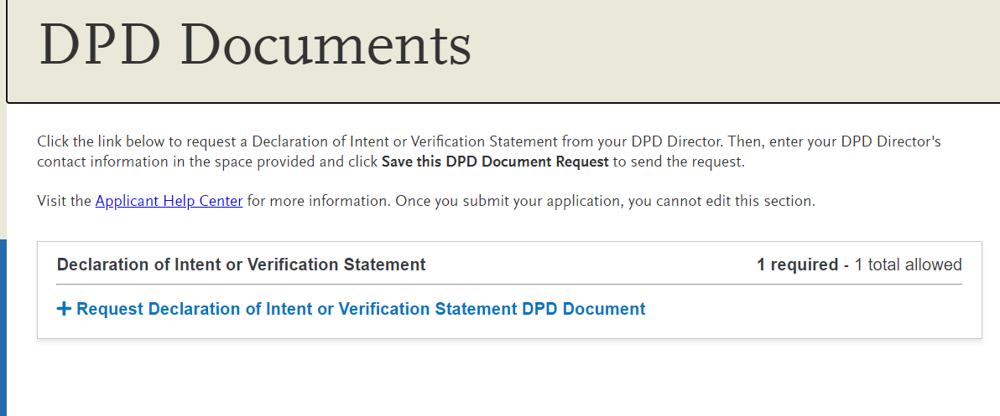 DPD Documents
Click the link below to request a Declaration of Intent or Verification Statement from your DPD Director. Then, enter your DPD Director's
contact information in the space provided and click Save this DPD Document Request to send the request.
Visit the Applicant Help Center for more information. Once you submit your application, you cannot edit this section.
Declaration of Intent or Verification Statement 1 required - 1 total allowed
+ Request Declaration of Intent or Verification Statement DPD Document